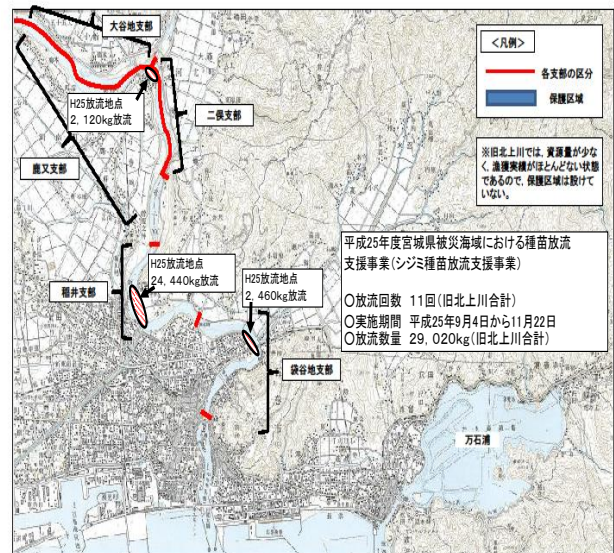 大谷地支部
<凡例>
各支部の区分
保護区域
H25放流地点
2,120kg放流
二俣支部
※旧北上川では、資源量が少な
く、漁獲実績がほとんどない状態
であるので、保護区域は設けて
いない。
鹿又支部
平成25年度宮城県被災海域における種苗放流
支援事業(シジミ種苗放流支援事業)
○放流回数 11回(旧北上川合計)
○実施期間 平成25年9月4日から11月22日
○放流数量 29,020kg(旧北上川合計)
稲井支部
H25放流地点
24,440kg放流
H25放流地点
2,460kg放流
袋谷地支部
万石浦